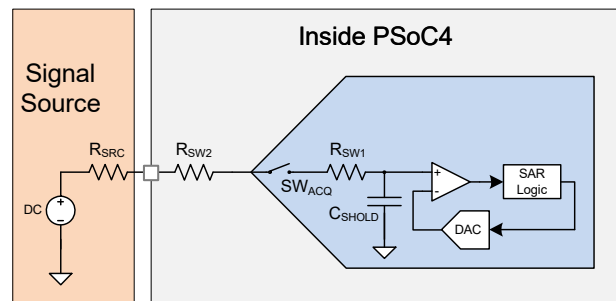 Inside PSoC4
Signal
Source
RSRC
RSW2
RSW1
SWACQ
CSHOLD
DC
+
−
+
-
SAR
Logic
DAC